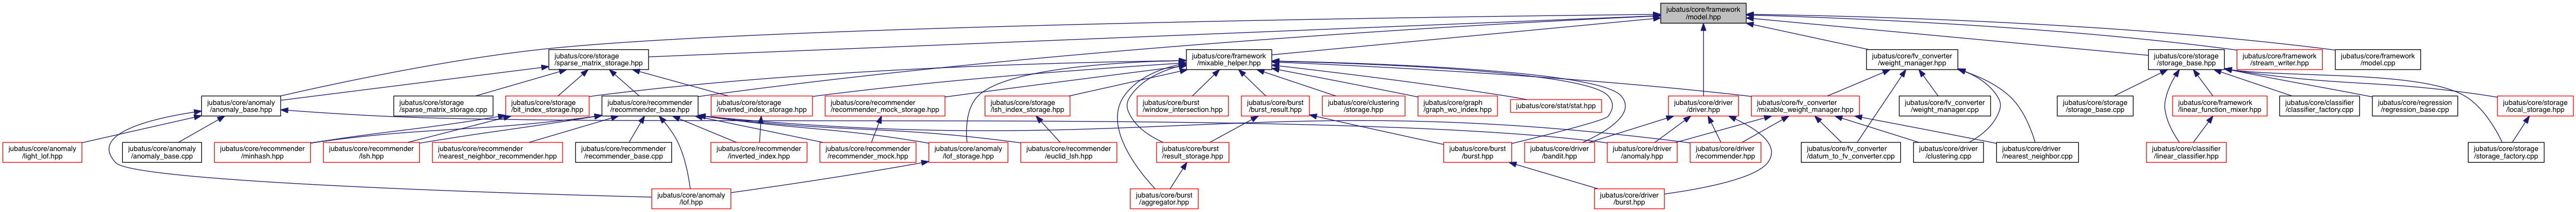 jubatus/core/framework
/model.hpp
jubatus/core/storage
/sparse_matrix_storage.hpp
jubatus/core/framework
/mixable_helper.hpp
jubatus/core/fv_converter
/weight_manager.hpp
jubatus/core/storage
/storage_base.hpp
jubatus/core/framework
/stream_writer.hpp
jubatus/core/framework
/model.cpp
jubatus/core/anomaly
/anomaly_base.hpp
jubatus/core/storage
/sparse_matrix_storage.cpp
jubatus/core/storage
/bit_index_storage.hpp
jubatus/core/recommender
/recommender_base.hpp
jubatus/core/storage
/inverted_index_storage.hpp
jubatus/core/recommender
/recommender_mock_storage.hpp
jubatus/core/storage
/lsh_index_storage.hpp
jubatus/core/burst
/window_intersection.hpp
jubatus/core/burst
/burst_result.hpp
jubatus/core/clustering
/storage.hpp
jubatus/core/graph
/graph_wo_index.hpp
jubatus/core/stat/stat.hpp
jubatus/core/driver
/driver.hpp
jubatus/core/fv_converter
/mixable_weight_manager.hpp
jubatus/core/fv_converter
/weight_manager.cpp
jubatus/core/storage
/storage_base.cpp
jubatus/core/framework
/linear_function_mixer.hpp
jubatus/core/classifier
/classifier_factory.cpp
jubatus/core/regression
/regression_base.cpp
jubatus/core/storage
/local_storage.hpp
jubatus/core/anomaly
/light_lof.hpp
jubatus/core/anomaly
/anomaly_base.cpp
jubatus/core/recommender
/minhash.hpp
jubatus/core/recommender
/lsh.hpp
jubatus/core/recommender
/nearest_neighbor_recommender.hpp
jubatus/core/recommender
/recommender_base.cpp
jubatus/core/recommender
/inverted_index.hpp
jubatus/core/recommender
/recommender_mock.hpp
jubatus/core/anomaly
/lof_storage.hpp
jubatus/core/recommender
/euclid_lsh.hpp
jubatus/core/burst
/result_storage.hpp
jubatus/core/burst
/burst.hpp
jubatus/core/driver
/bandit.hpp
jubatus/core/driver
/anomaly.hpp
jubatus/core/driver
/recommender.hpp
jubatus/core/fv_converter
/datum_to_fv_converter.cpp
jubatus/core/driver
/clustering.cpp
jubatus/core/driver
/nearest_neighbor.cpp
jubatus/core/classifier
/linear_classifier.hpp
jubatus/core/storage
/storage_factory.cpp
jubatus/core/anomaly
/lof.hpp
jubatus/core/burst
/aggregator.hpp
jubatus/core/driver
/burst.hpp